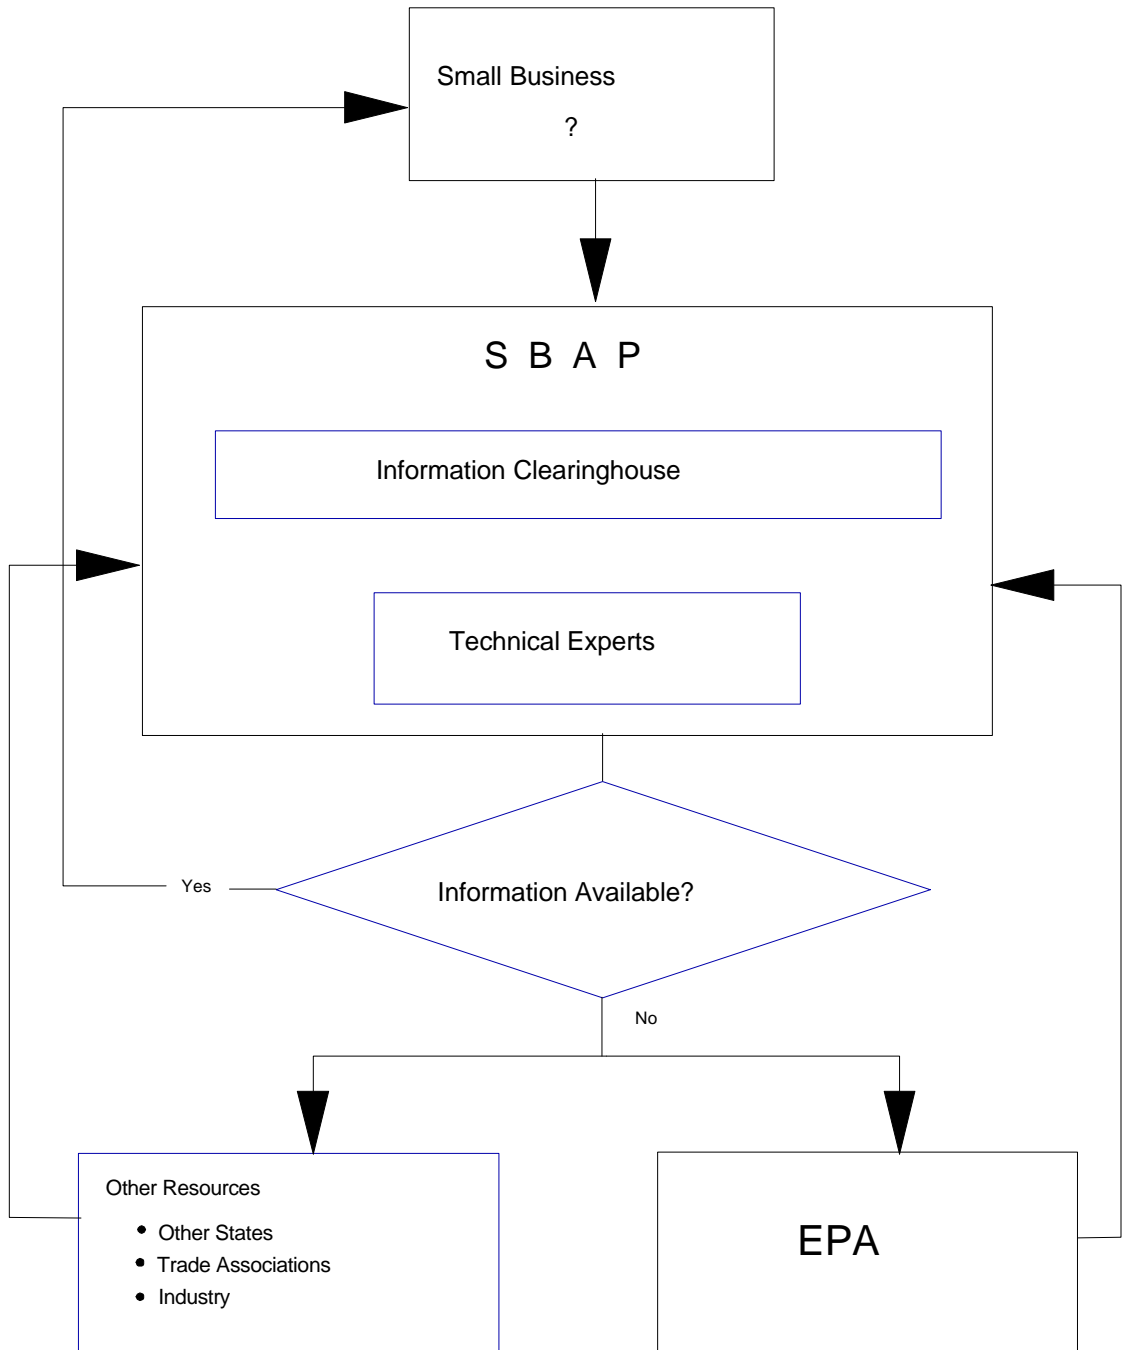 Small Business
?
S B A P
Information Clearinghouse
Technical Experts
Information Available?
Yes
No
Other Resources
• Other States
• Trade Associations
• Industry
EPA